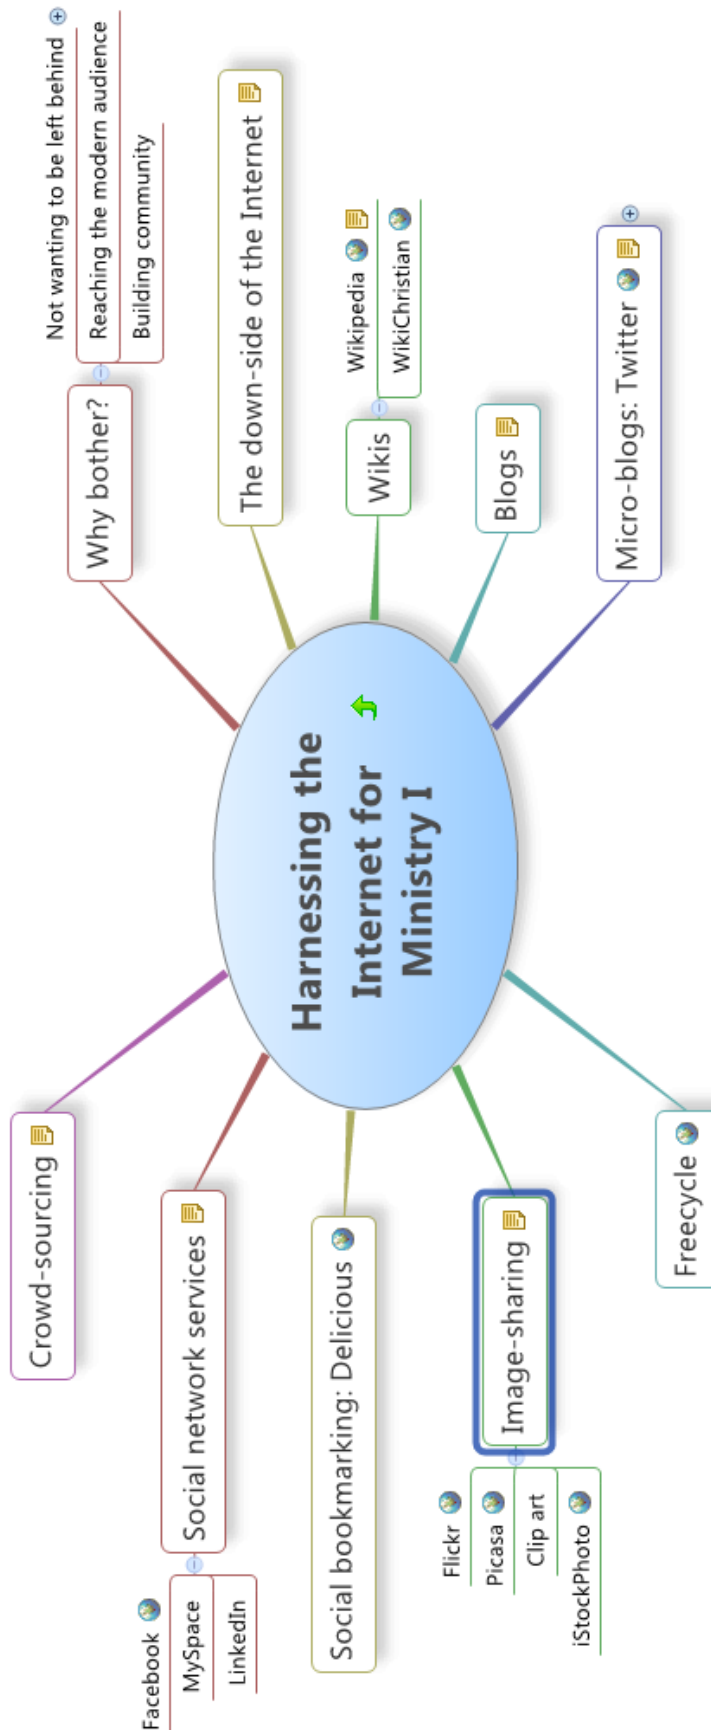 Harnessing the
Internet for
Ministry I
Why bother?
Not wanting to be left behind
Reaching the modern audience
Building community
The down-side of the Internet
Wikis
Wikipedia
WikiChristian
Blogs
Micro-blogs: Twitter
Crowd-sourcing
Social network services
Facebook
MySpace
LinkedIn
Social bookmarking: Delicious
Image-sharing
Flickr
Picasa
Clip art
iStockPhoto
Freecycle